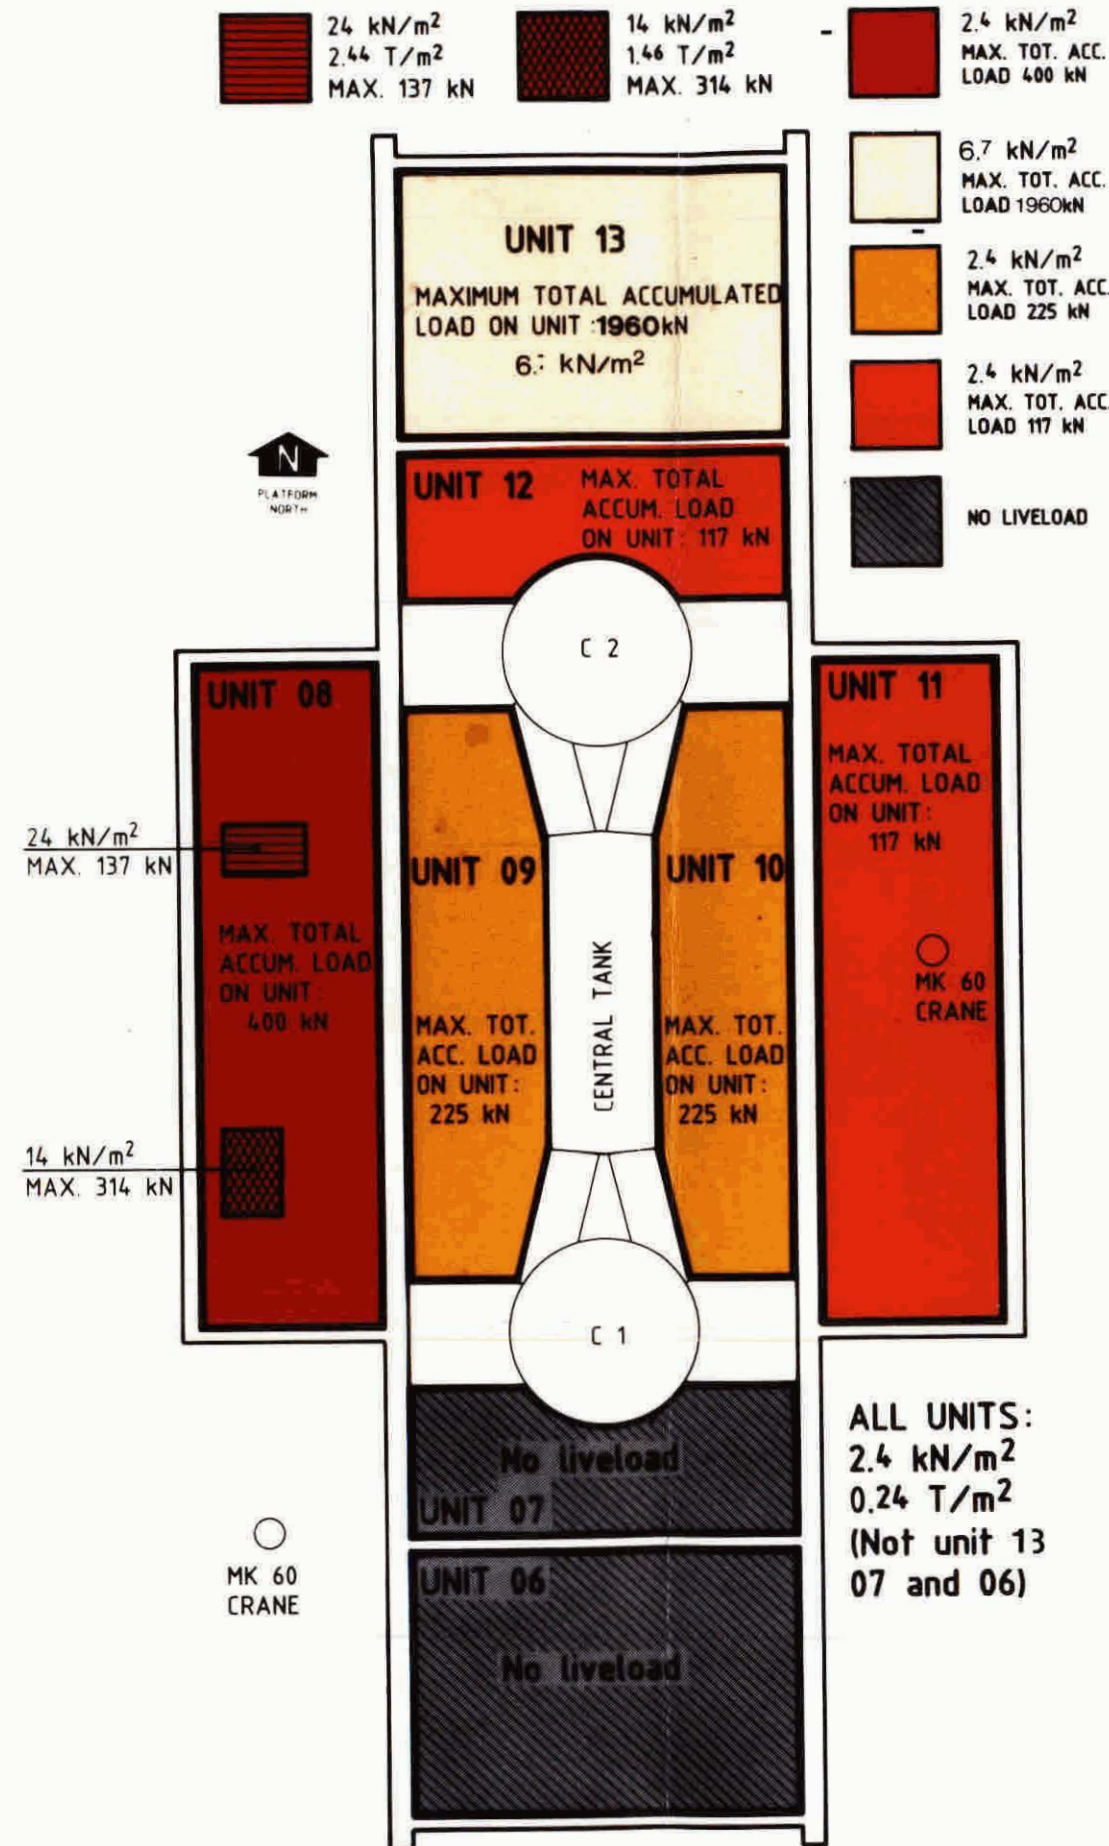 24 kN/m²
2.44 T/m²
MAX. 137 kN
14 kN/m²
1.46 T/m²
MAX. 314 kN
2.4 kN/m²
MAX. TOT. ACC.
LOAD 400 kN
6.7 kN/m²
MAX. TOT. ACC.
LOAD 1960kN
2.4 kN/m²
MAX. TOT. ACC.
LOAD 225 kN
2.4 kN/m²
MAX. TOT. ACC.
LOAD 117 kN
NO LIVELOAD
UNIT 13
MAXIMUM TOTAL ACCUMULATED
LOAD ON UNIT :1960kN
kN/m²
N
PLATFORM
NORTH
UNIT 12
MAX. TOTAL
ACCUM. LOAD
ON UNIT: 117 kN
C 2
UNIT 08
24 kN/m²
MAX. 137 kN
MAX. TOTAL
ACCUM. LOAD
ON UNIT:
400 kN
14 kN/m²
MAX. 314 kN
UNIT 09
MAX. TOT.
ACC. LOAD
ON UNIT:
225 kN
CENTRAL TANK
UNIT 10
MAX. TOT.
ACC. LOAD
ON UNIT:
225 kN
UNIT 11
MAX. TOTAL
ACCUM. LOAD
ON UNIT:
117 kN
MK 60
CRANE
C 1
No liveload
UNIT 07
UNIT 06
No liveload
MK 60
CRANE
ALL UNITS:
2.4 kN/m²
0.24 T/m²
(Not unit 13
07 and 06)